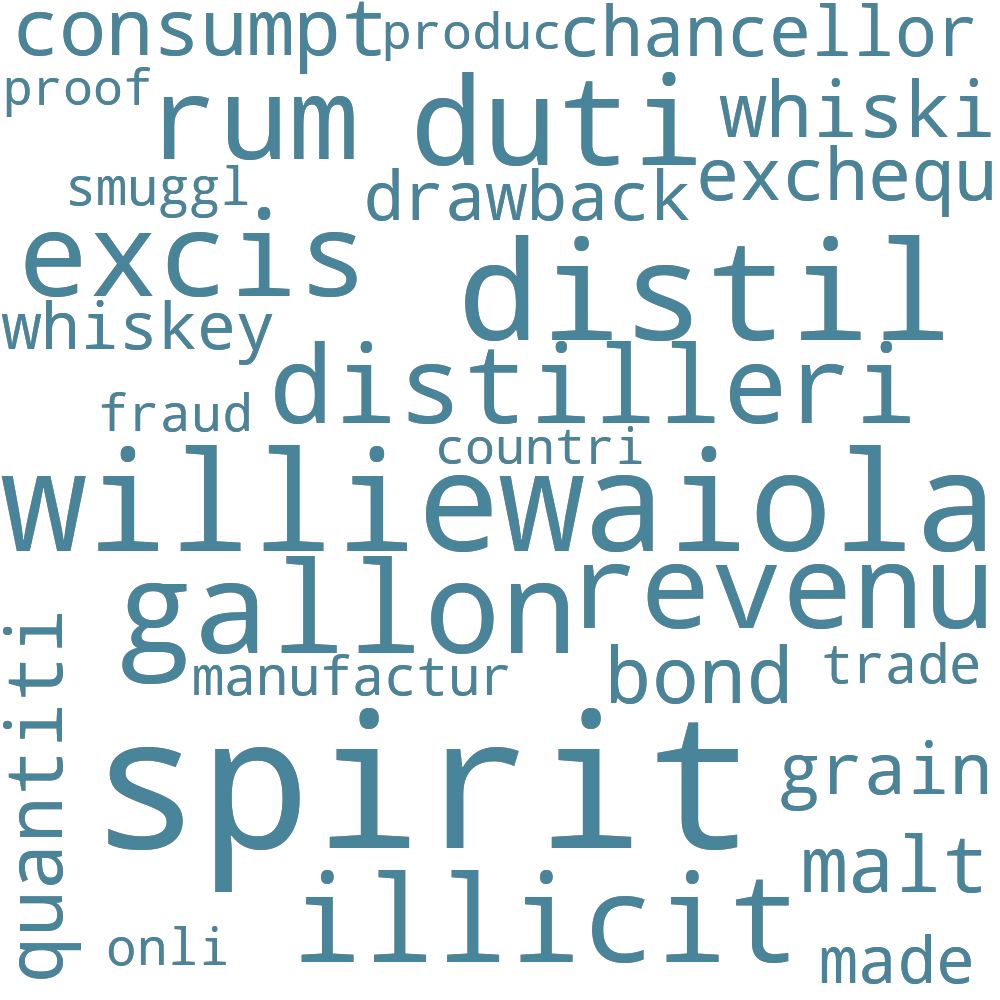 consumpt produc chancellor
proof rum duti whiski
smuggl drawback exchequ
excis distil
whiskey distilleri
fraud countri
williewaiola
gallon revenu
manufactur bond trade
quantiti spirit grain
malt
onli illicit made